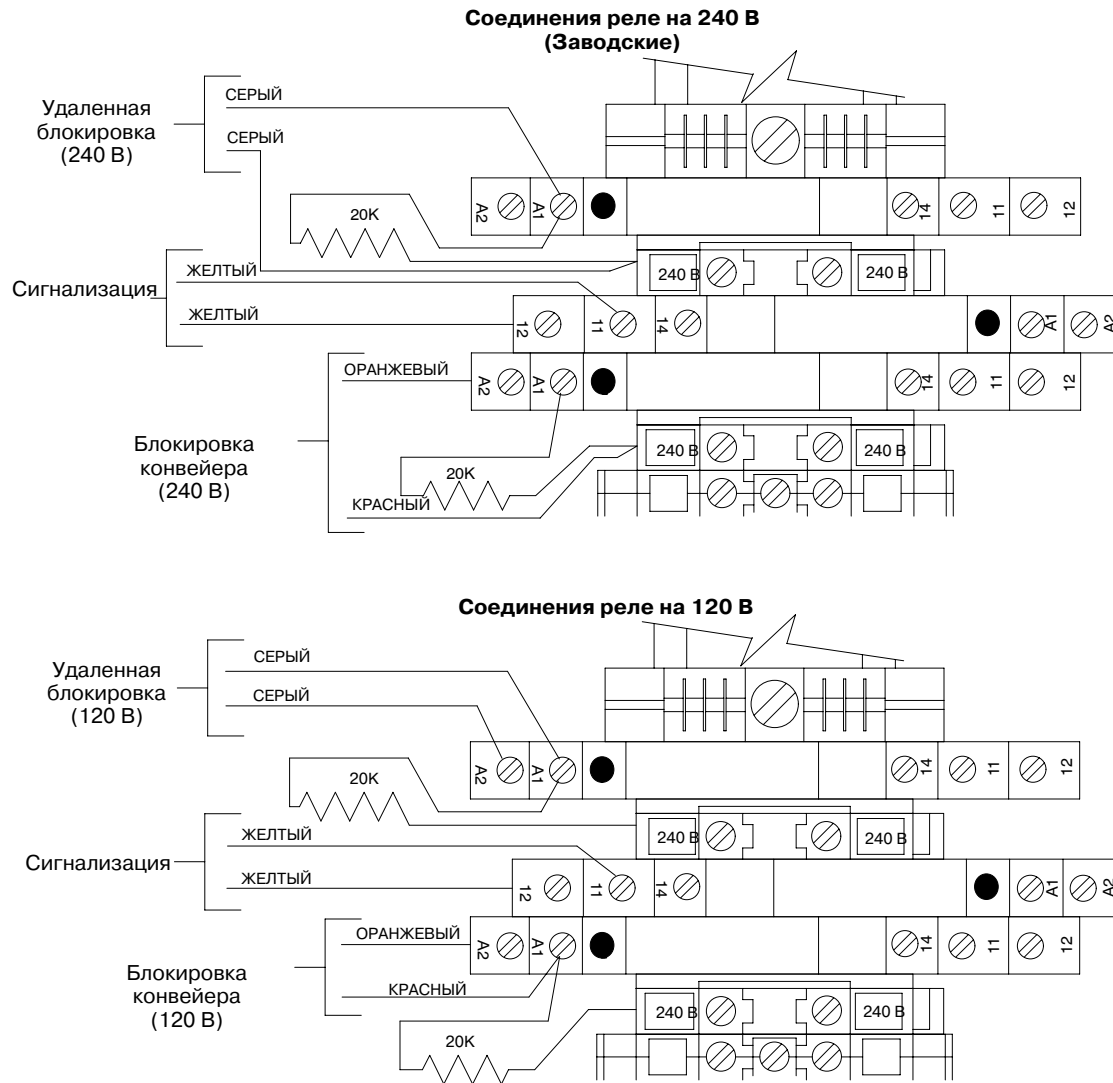 Соединения реле на 240 В
(Заводские)
Удаленная
блокировка
(240 В)
СЕРЫЙ
СЕРЫЙ
20K
A2
A1
14
11
12
240 В
240 В
Сигнализация
ЖЕЛТЫЙ
ЖЕЛТЫЙ
12
11
14
A1
A2
ОРАНЖЕВЫЙ
A2
A1
14
11
12
Блокировка
конвейера
(240 В)
20K
КРАСНЫЙ
240 В
240 В
Соединения реле на 120 В
Удаленная
блокировка
(120 В)
СЕРЫЙ
СЕРЫЙ
20K
A2
A1
14
11
12
240 В
240 В
Сигнализация
ЖЕЛТЫЙ
ЖЕЛТЫЙ
12
11
14
A1
A2
ОРАНЖЕВЫЙ
A2
A1
14
11
12
Блокировка
конвейера
(120 В)
КРАСНЫЙ
20K
240 В
240 В